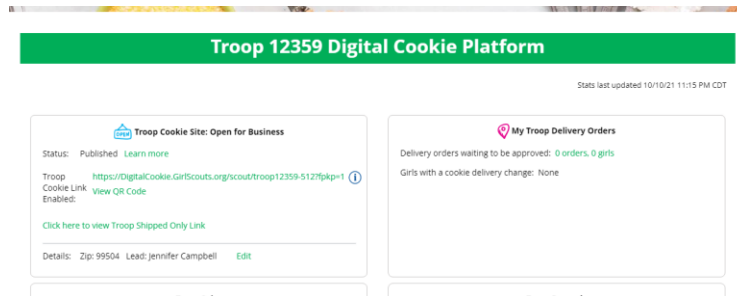 Troop 12359 Digital Cookie Platform
Stats last updated 10/10/21 11:15 PM CDT
Troop Cookie Site: Open for Business
Status: Published Learn more
Troop Cookie Link Enabled: https://DigitalCookie.GirlScouts.org/scout/troop12359-512?fpkp=1
View QR Code
Click here to view Troop Shipped Only Link
Details: Zip: 99504 Lead: Jennifer Campbell Edit
My Troop Delivery Orders
Delivery orders waiting to be approved: 0 orders, 0 girls
Girls with a cookie delivery change: None